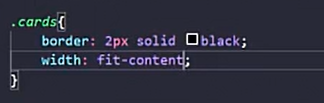 .cards{
border: 2px solid black;
width: fit-content;
}